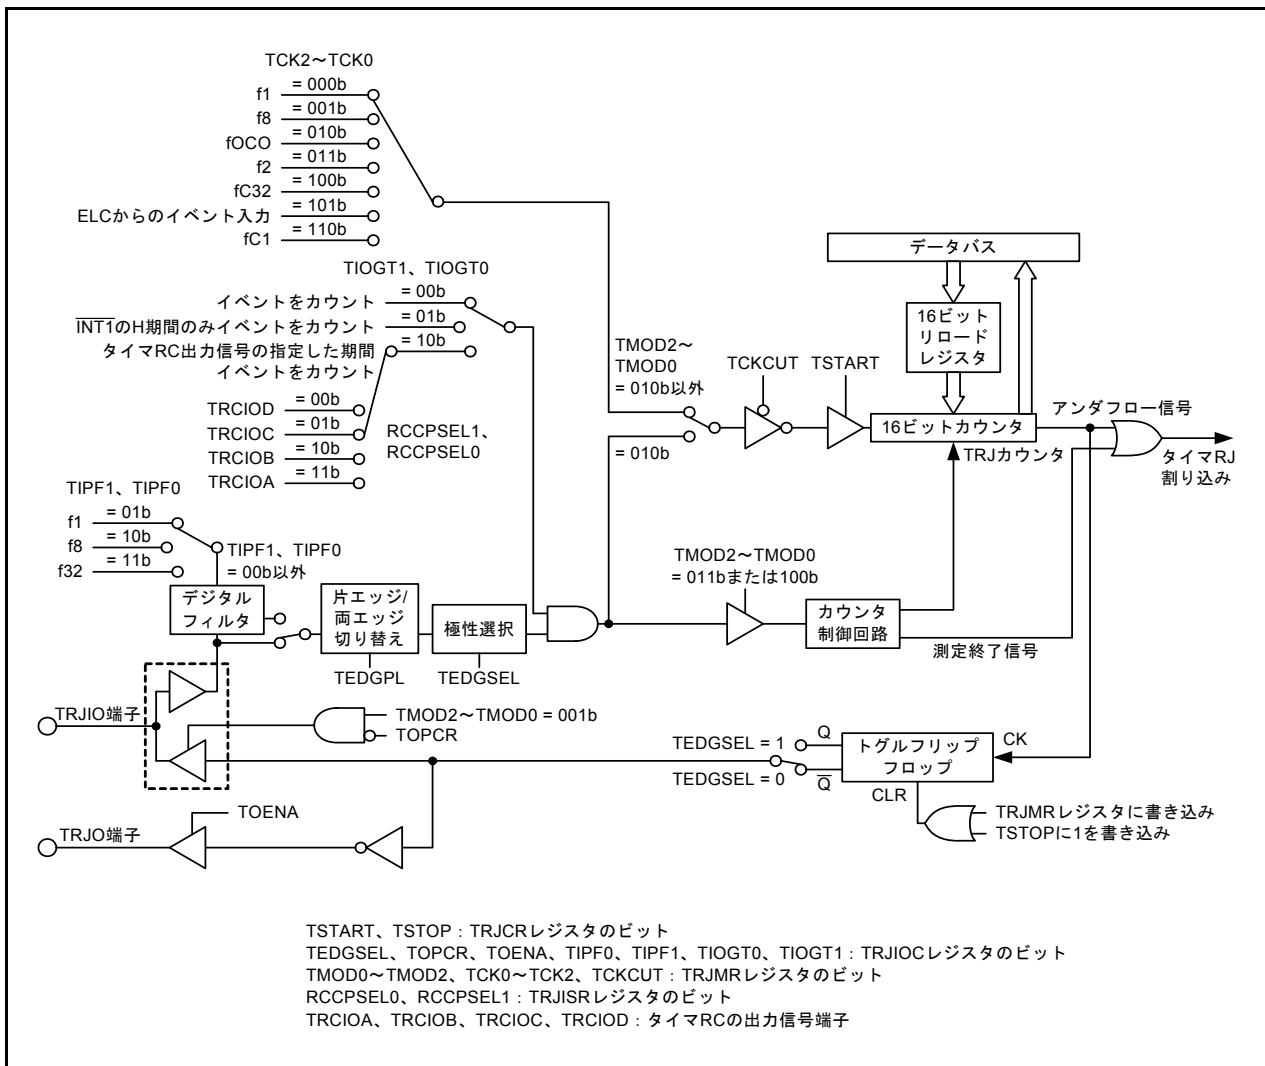 TCK2～TCK0
f1 = 000b
f8 = 001b
fOCO = 010b
f2 = 011b
fC32 = 100b
ELCからのイベント入力 = 101b
fC1 = 110b
TIOGT1、TIOGT0
イベントをカウント = 00b
INT1のH期間のみイベントをカウント = 01b
タイマRC出力信号の指定した期間
イベントをカウント = 10b
TRCIOD = 00b
TRCIOC = 01b
TRCIOB = 10b
TRCIOA = 11b
RCCPSEL1、
RCCPSEL0
TIPF1、TIPF0
f1 = 01b
f8 = 10b
f32 = 11b
TIPF1、TIPF0
= 00b以外
デジタル
フィルタ
片エッジ/
両エッジ
切り替え
TEDGPL
極性選択
TEDGSEL
TMOD2～
TMOD0
= 010b以外
= 010b
TCKCUT
TSTART
データバス
16ビット
リロード
レジスタ
16ビットカウンタ
TRJカウンタ
アンダフロー信号
タイマRJ
割り込み
TMOD2～TMOD0
= 011bまたは100b
カウンタ
制御回路
測定終了信号
TRJIO端子
TMOD2～TMOD0 = 001b
TOPCR
TEDGSEL = 1
TEDGSEL = 0
Q
Q
トグルフリップ
フロップ
CK
CLR
TRJMRレジスタに書き込み
TSTOPに1を書き込み
TOENA
TRJO端子
TSTART、TSTOP：TRJCRレジスタのビット
TEDGSEL、TOPCR、TOENA、TIPF0、TIPF1、TIOGT0、TIOGT1：TRJIOCレジスタのビット
TMOD0～TMOD2、TCK0～TCK2、TCKCUT：TRJMRレジスタのビット
RCCPSEL0、RCCPSEL1：TRJISRレジスタのビット
TRCIOA、TRCIOB、TRCIOC、TRCIOD：タイマRCの出力信号端子